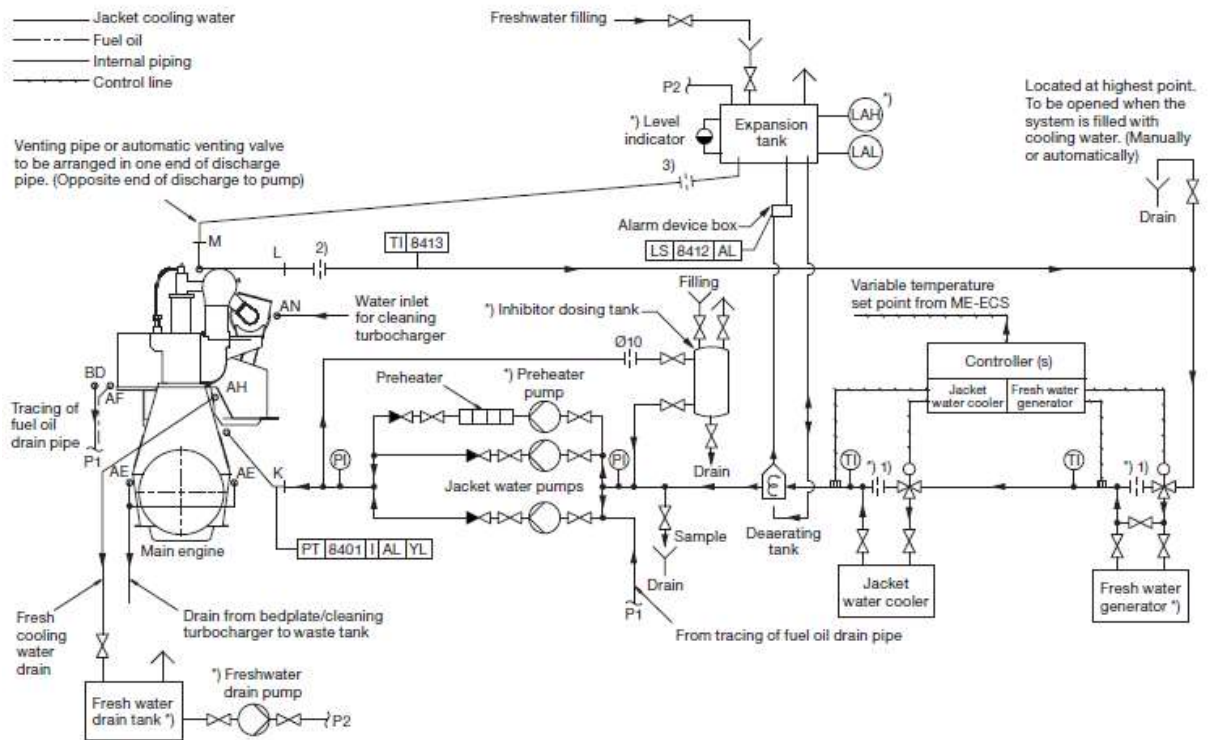 Jacket cooling water
Fuel oil
Internal piping
Control line
Freshwater filling
P2
*) Level
indicator
Expansion
tank
LAH
*)
LAL
Located at highest point.
To be opened when the
system is filled with
cooling water. (Manually
or automatically)
Drain
Venting pipe or automatic venting valve
to be arranged in one end of discharge
pipe. (Opposite end of discharge to pump)
3)
M
L
2)
TI 8413
Alarm device box
LS 8412 AL
AN
Water inlet
for cleaning
turbocharger
Filling
*) Inhibitor dosing tank
Ø10
Variable temperature
set point from ME-ECS
Controller (s)
Jacket
water cooler
Fresh water
generator
BD
AF
AH
Tracing of
fuel oil
drain pipe
P1
AE
AE
K
Main engine
Preheater
*) Preheater
pump
PI
Jacket water pumps
PI
Drain
Sample
Drain
Deaerating
tank
TI
*) 1)
TI
*) 1)
PT 8401 I AL YL
P1
From tracing of fuel oil drain pipe
Jacket
water cooler
Fresh water
generator *)
Fresh
cooling
water
drain
Drain from bedplate/cleaning
turbocharger to waste tank
Fresh water
drain tank *)
*) Freshwater
drain pump
P2